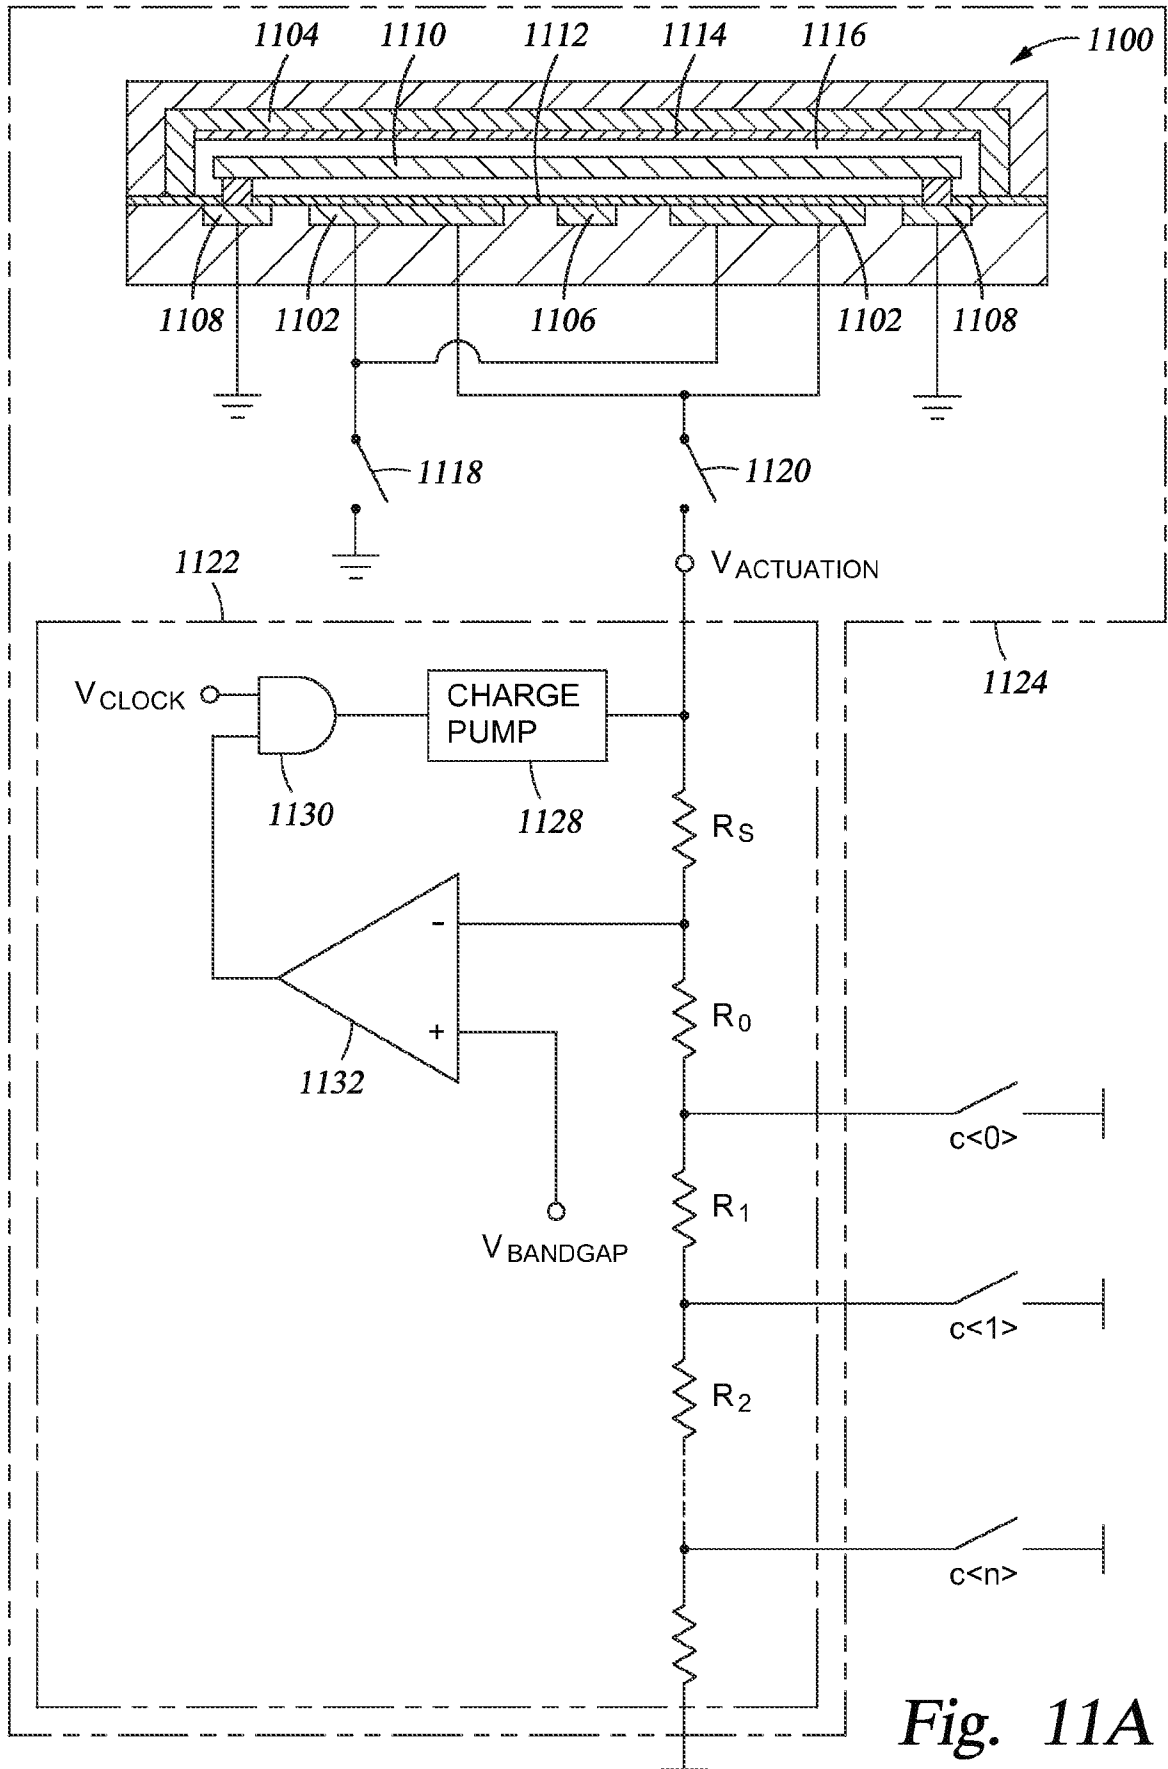 1104 1110 1112 1114 1116 1100
1108 1102 1106 1102 1108
1118 1120
VACTUATION
1122
1124
VCLOCK
CHARGE
PUMP
1130
1128
RS
-
+
1132
R0
c<0>
R1
VBANDGAP
c<1>
R2
c<n>
Fig. 11A